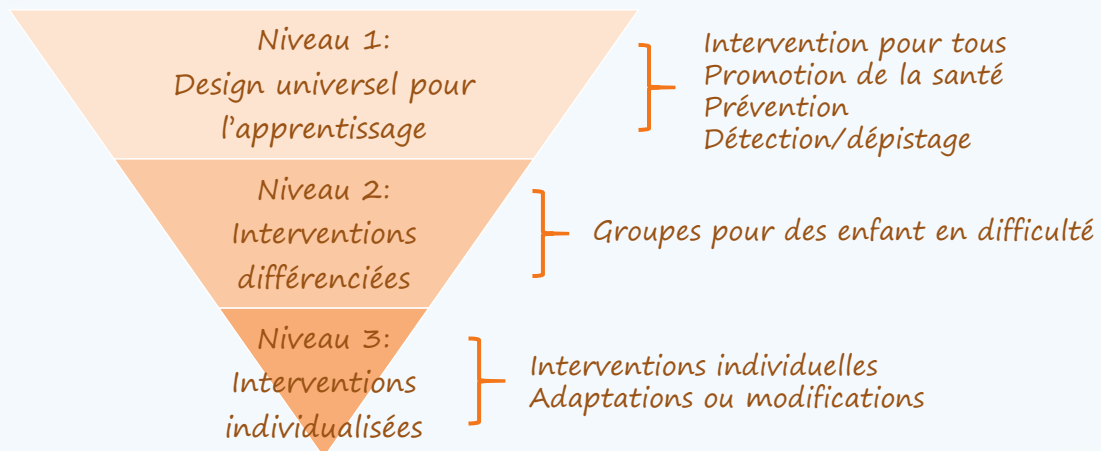 Niveau 1:
Design universel pour
l'apprentissage
Intervention pour tous
Promotion de la santé
Prévention
Détection/dépistage
Niveau 2:
Interventions
différenciées
Groupes pour des enfant en difficulté
Niveau 3:
Interventions
individualisées
Interventions individuelles
Adaptations ou modifications